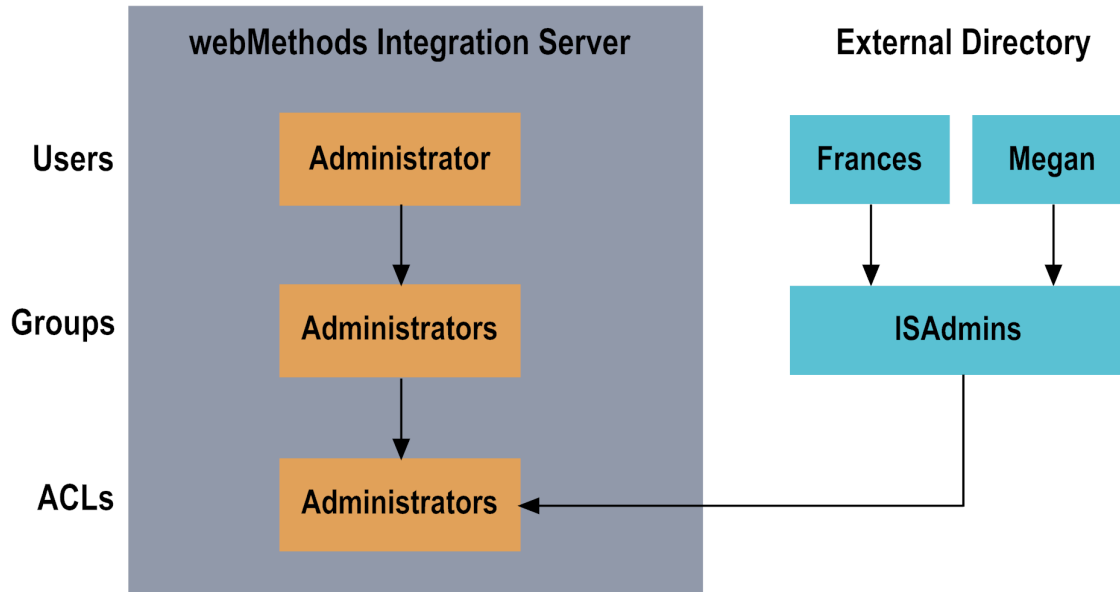 webMethods Integration Server
External Directory
Users
Administrator
Frances
Megan
Groups
Administrators
ISAdmins
ACLs
Administrators